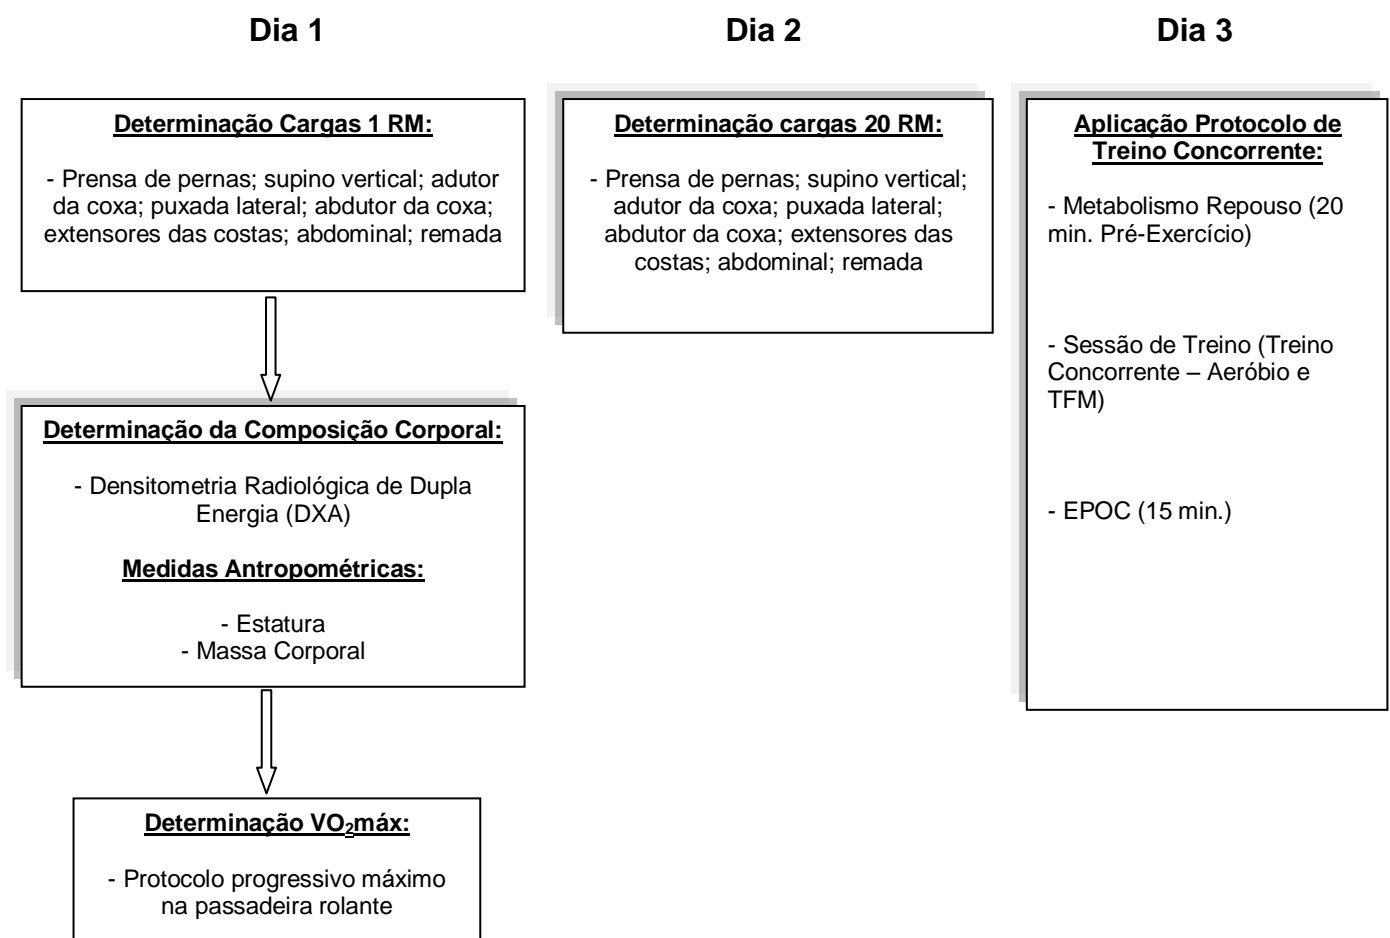 Dia 1
Determinação Cargas 1 RM:
- Prensa de pernas; supino vertical; adutor
da coxa; puxada lateral; abdutor da coxa;
extensores das costas; abdominal; remada
Determinação da Composição Corporal:
- Densitometria Radiológica de Dupla
Energia (DXA)
Medidas Antropométricas:
- Estatura
- Massa Corporal
Determinação VO₂máx:
- Protocolo progressivo máximo
na passadeira rolante
Dia 2
Determinação cargas 20 RM:
- Prensa de pernas; supino vertical;
adutor da coxa; puxada lateral;
abdutor da coxa; extensores das
costas; abdominal; remada
Dia 3
Aplicação Protocolo de
Treino Concorrente:
- Metabolismo Repouso (20
min. Pré-Exercício)
- Sessão de Treino (Treino
Concorrente – Aeróbio e
TFM)
- EPOC (15 min.)